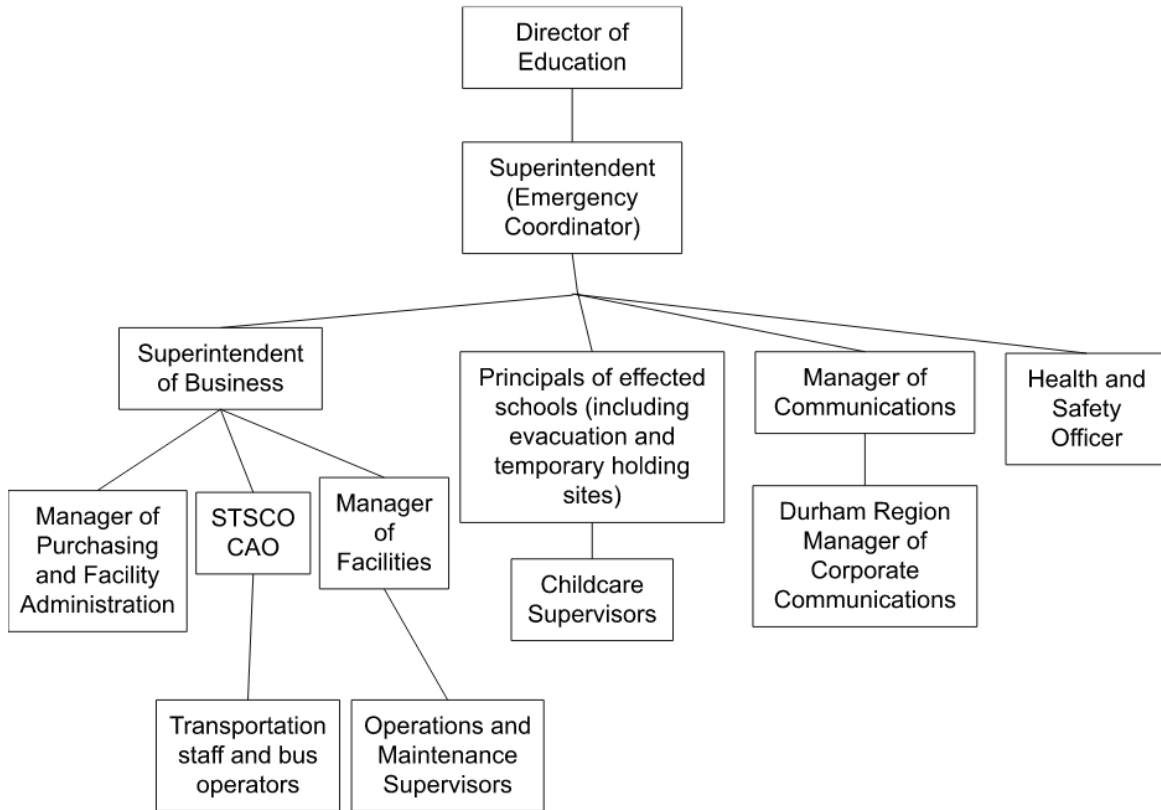 Director of
Education
Superintendent
(Emergency
Coordinator)
Superintendent
of Business
Principals of effected
schools (including
evacuation and
temporary holding
sites)
Manager of
Communications
Health and
Safety
Officer
Manager of
Purchasing
and Facility
Administration
STSCO
CAO
Manager
of
Facilities
Childcare
Supervisors
Durham Region
Manager of
Corporate
Communications
Transportation
staff and bus
operators
Operations and
Maintenance
Supervisors